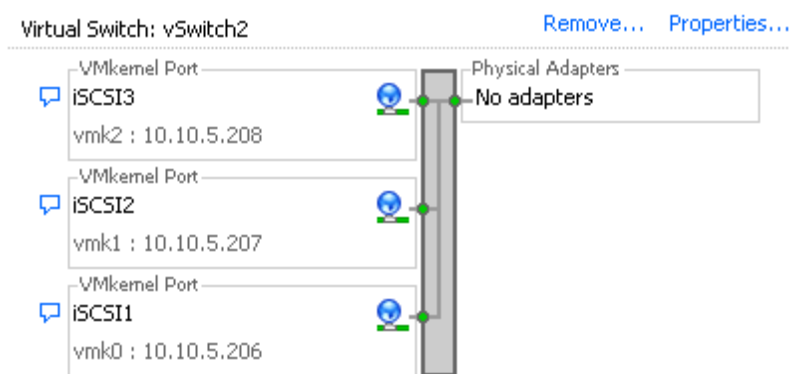 Virtual Switch: vSwitch2 Remove... Properties...
VMkernel Port Physical Adapters
iSCSI3 No adapters
vmk2 : 10.10.5.208
VMkernel Port
iSCSI2
vmk1 : 10.10.5.207
VMkernel Port
iSCSI1
vmk0 : 10.10.5.206